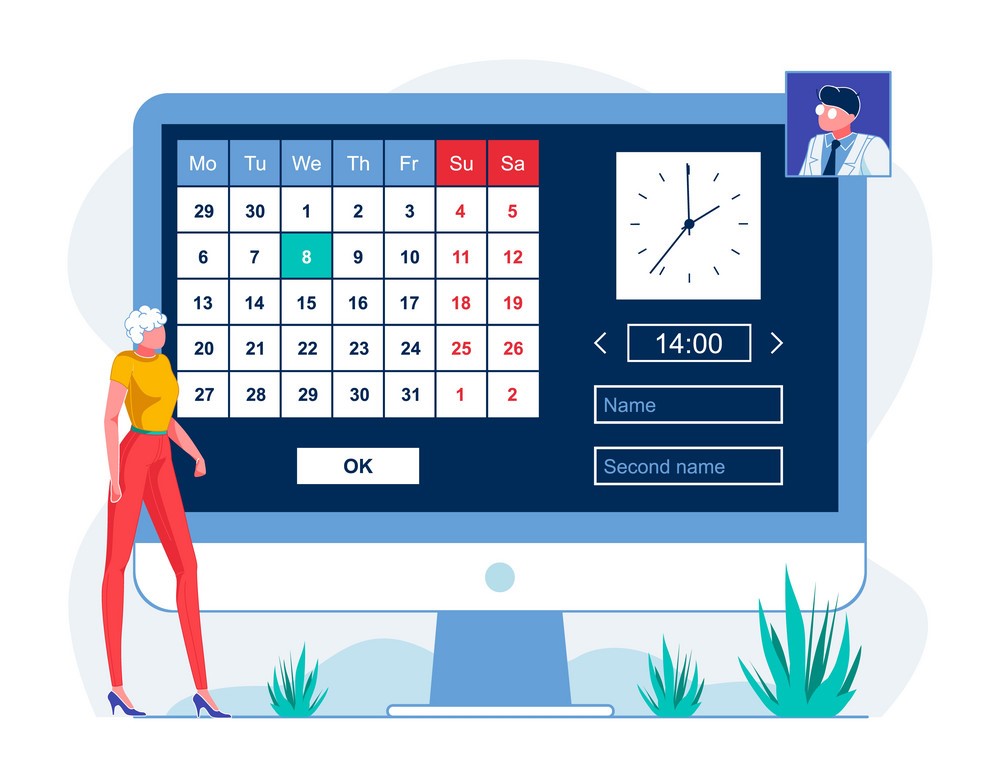 Mo Tu We Th Fr Su Sa
29 30 1 2 3 4 5
6 7 8 9 10 11 12
13 14 15 16 17 18 19
20 21 22 23 24 25 26
27 28 29 30 31 1 2
OK
14:00
Name
Second name